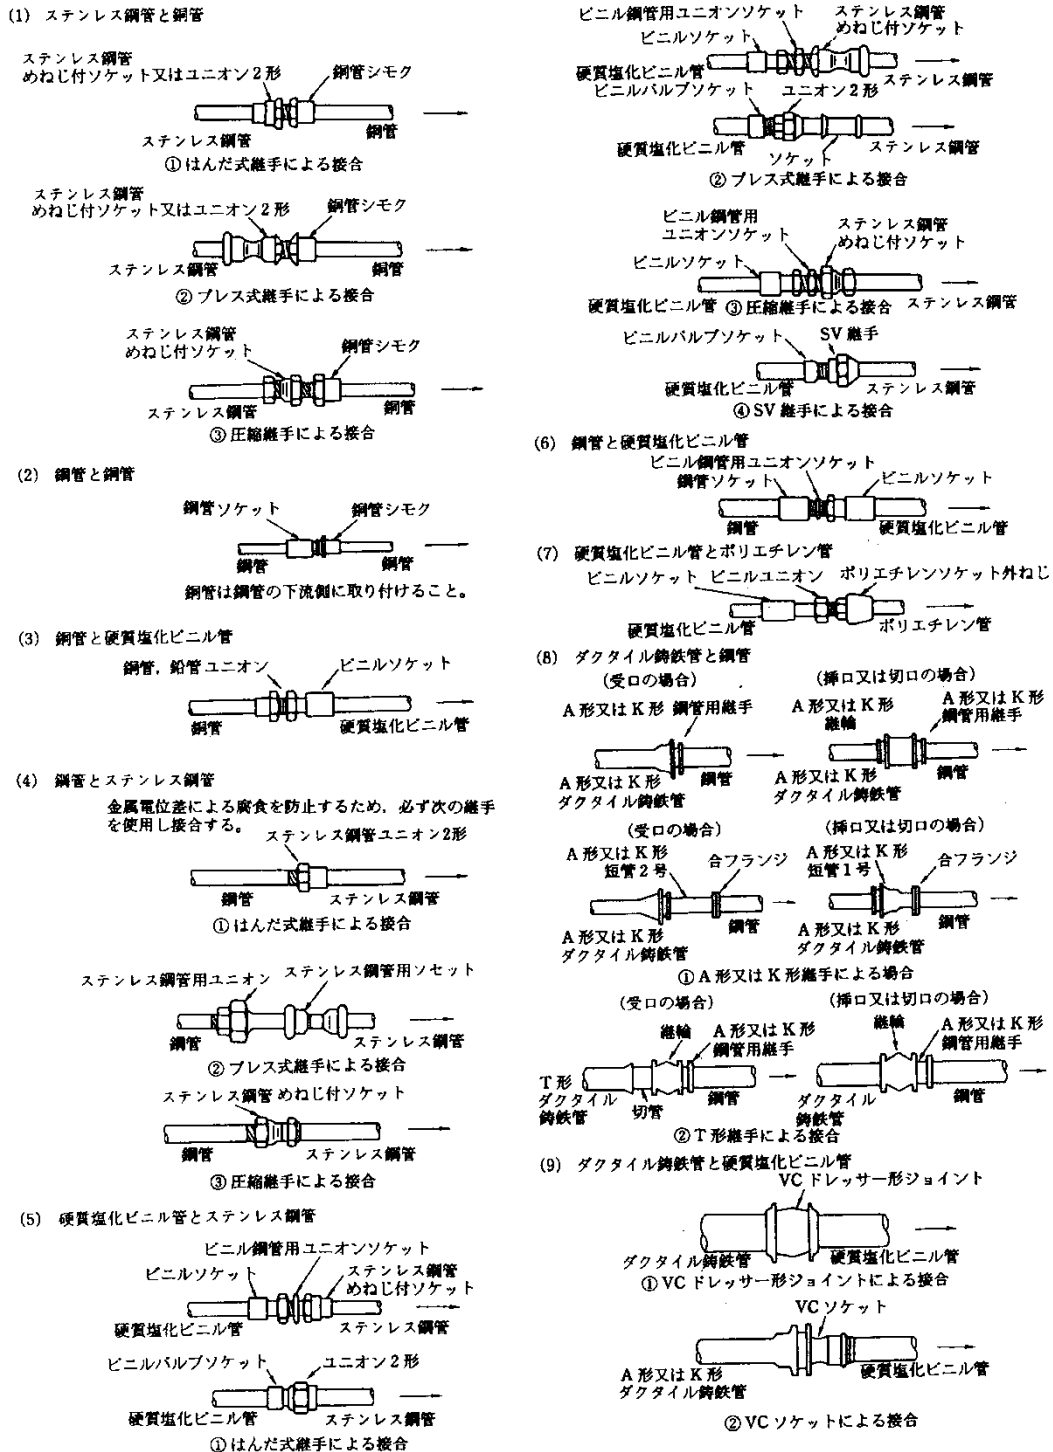 (1) ステンレス鋼管と銅管
ステンレス鋼管
めねじ付ソケット又はユニオン2形
銅管シモク
ステンレス鋼管
銅管
①はんだ式継手による接合
ステンレス鋼管
めねじ付ソケット又はユニオン2形
銅管シモク
ステンレス鋼管
銅管
②プレス式継手による接合
ステンレス鋼管
めねじ付ソケット
銅管シモク
ステンレス鋼管
銅管
③圧縮継手による接合
(2) 鋼管と銅管
鋼管ソケット
銅管シモク
鋼管
銅管
銅管は鋼管の下流側に取り付けること。
(3) 銅管と硬質塩化ビニル管
銅管,鉛管ユニオン
ビニルソケット
銅管
硬質塩化ビニル管
(4) 鋼管とステンレス鋼管
金属電位差による腐食を防止するため,必ず次の継手
を使用し接合する。
ステンレス鋼管ユニオン2形
鋼管
ステンレス鋼管
①はんだ式継手による接合
ステンレス鋼管用ユニオン
ステンレス鋼管用ソセット
鋼管
ステンレス鋼管
②プレス式継手による接合
ステンレス鋼管めねじ付ソケット
鋼管
ステンレス鋼管
③圧縮継手による接合
(5) 硬質塩化ビニル管とステンレス鋼管
ビニル鋼管用ユニオンソケット
ビニルソケット
ステンレス鋼管
めねじ付ソケット
硬質塩化ビニル管
ステンレス鋼管
ビニルバルブソケット
ユニオン2形
硬質塩化ビニル管
ステンレス鋼管
①はんだ式継手による接合
ビニル鋼管用ユニオンソケット
ステンレス鋼管
めねじ付ソケット
ビニルソケット
硬質塩化ビニル管
ステンレス鋼管
ビニルバルブソケット
ユニオン2形
硬質塩化ビニル管
ソケット
ステンレス鋼管
②プレス式継手による接合
ビニル鋼管用
ユニオンソケット
ステンレス鋼管
めねじ付ソケット
ビニルソケット
硬質塩化ビニル管
③圧縮継手による接合
ステンレス鋼管
ビニルバルブソケット
SV継手
硬質塩化ビニル管
ステンレス鋼管
④SV継手による接合
(6) 鋼管と硬質塩化ビニル管
ビニル鋼管用ユニオンソケット
鋼管ソケット
ビニルソケット
鋼管
硬質塩化ビニル管
(7) 硬質塩化ビニル管とポリエチレン管
ビニルソケット
ビニルユニオン
ポリエチレンソケット外ねじ
硬質塩化ビニル管
ポリエチレン管
(8) ダクタイル鋳鉄管と鋼管
(受口の場合)
A形又はK形 鋼管用継手
A形又はK形
ダクタイル鋳鉄管
鋼管
(挿口又は切口の場合)
A形又はK形
継輪
A形又はK形
鋼管用継手
A形又はK形
ダクタイル鋳鉄管
鋼管
(受口の場合)
A形又はK形
短管2号
合フランジ
A形又はK形
ダクタイル鋳鉄管
鋼管
(挿口又は切口の場合)
A形又はK形
短管1号
合フランジ
A形又はK形
ダクタイル鋳鉄管
鋼管
①A形又はK形継手による場合
(受口の場合)
継輪
A形又はK形
鋼管用継手
T形
ダクタイル
鋳鉄管
切管
鋼管
(挿口又は切口の場合)
継輪
A形又はK形
鋼管用継手
ダクタイル
鋳鉄管
鋼管
②T形継手による接合
(9) ダクタイル鋳鉄管と硬質塩化ビニル管
VCドレッサー形ジョイント
ダクタイル鋳鉄管
硬質塩化ビニル管
①VCドレッサー形ジョイントによる接合
VCソケット
A形又はK形
ダクタイル鋳鉄管
硬質塩化ビニル管
②VCソケットによる接合